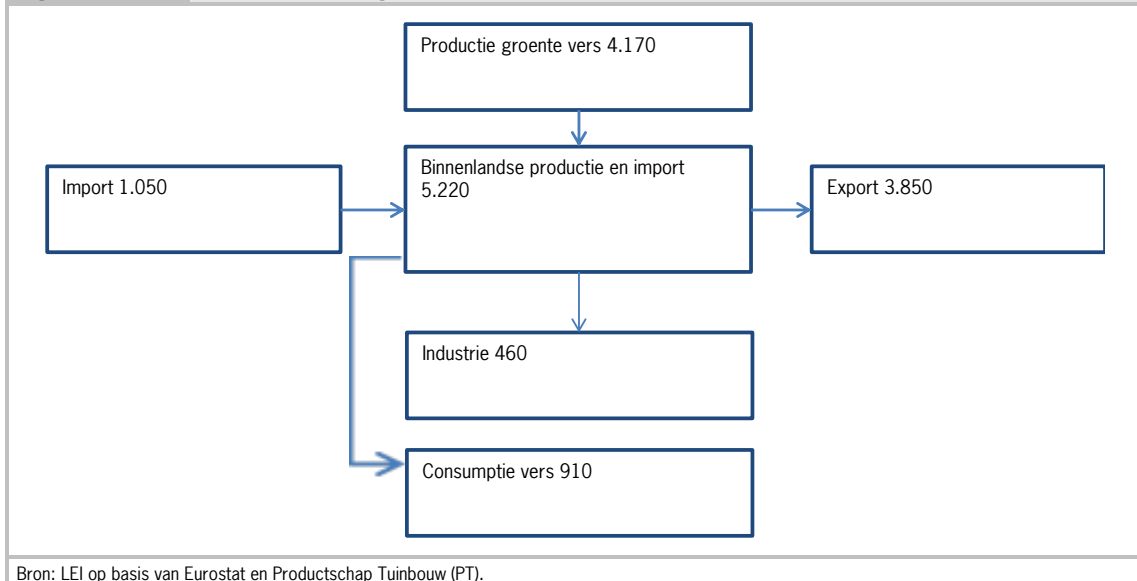 Productie groente vers 4.170
Import 1.050
Binnenlandse productie en import
5.220
Export 3.850
Industrie 460
Consumptie vers 910
Bron: LEI op basis van Eurostat en Productschap Tuinbouw (PT).